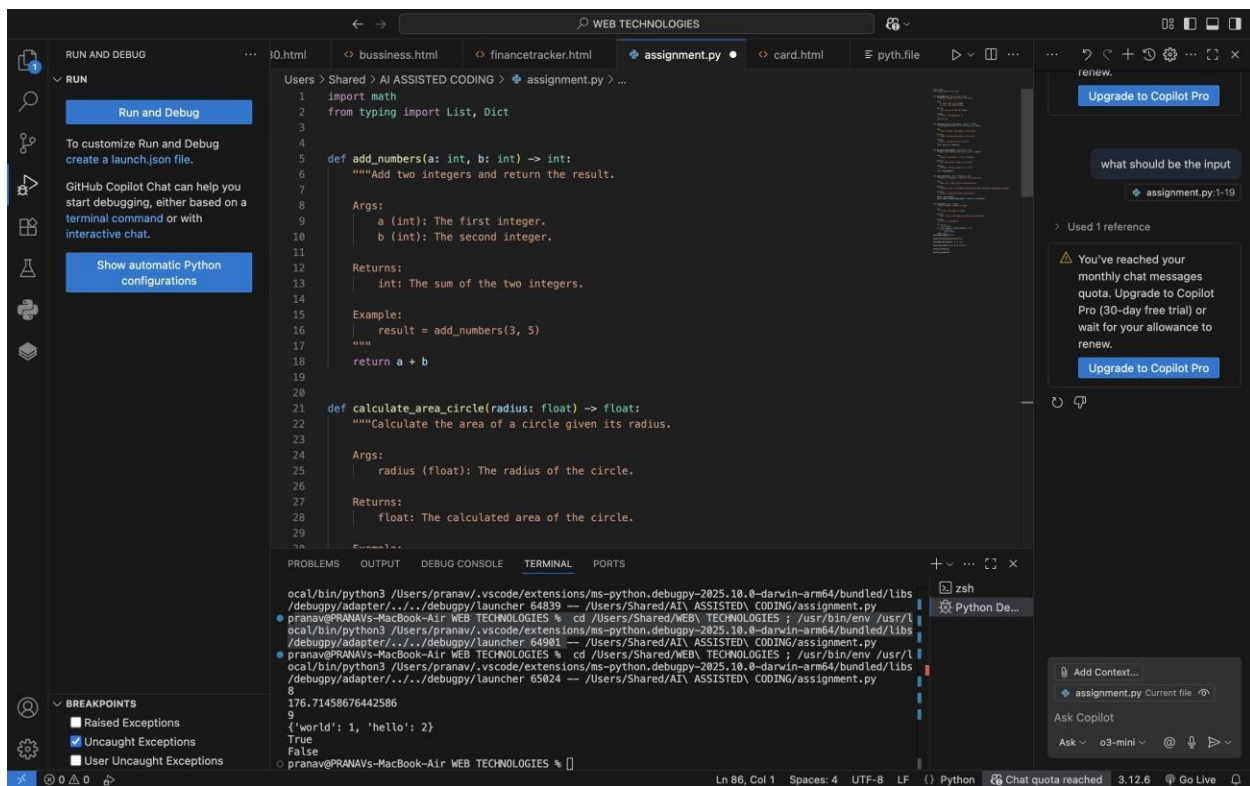 WEB TECHNOLOGIES
RUN AND DEBUG
RUN
Run and Debug
To customize Run and Debug
create a launch.json file.
GitHub Copilot Chat can help you
start debugging, either based on a
terminal command or with
interactive chat.
Show automatic Python
configurations
BREAKPOINTS
Raised Exceptions
Uncaught Exceptions
User Uncaught Exceptions
30.html bussiness.html financetracker.html assignment.py card.html pyth.file
Users > Shared > AI ASSISTED CODING > assignment.py > ...
1 import math
2 from typing import List, Dict
3
4
5 def add_numbers(a: int, b: int) -> int:
6 """Add two integers and return the result.
7
8 Args:
9 a (int): The first integer.
10 b (int): The second integer.
11
12 Returns:
13 int: The sum of the two integers.
14
15 Example:
16 result = add_numbers(3, 5)
17 """
18 return a + b
19
20
21 def calculate_area_circle(radius: float) -> float:
22 """Calculate the area of a circle given its radius.
23
24 Args:
25 radius (float): The radius of the circle.
26
27 Returns:
28 float: The calculated area of the circle.
29
30 Example:
PROBLEMS OUTPUT DEBUG CONSOLE TERMINAL PORTS
ocal/bin/python3 /Users/pranav/.vscode/extensions/ms-python.debugpy-2025.10.0-darwin-arm64/bundled/libs
/debugpy/adapter/../../debugpy/launcher 64839 -- /Users/Shared/AI\ ASSISTED\ CODING/assignment.py
pranav@PRANAVs-MacBook-Air WEB TECHNOLOGIES % cd /Users/Shared/WEB\ TECHNOLOGIES ; /usr/bin/env /usr/l
ocal/bin/python3 /Users/pranav/.vscode/extensions/ms-python.debugpy-2025.10.0-darwin-arm64/bundled/libs
/debugpy/adapter/../../debugpy/launcher 64901 -- /Users/Shared/AI\ ASSISTED\ CODING/assignment.py
pranav@PRANAVs-MacBook-Air WEB TECHNOLOGIES % cd /Users/Shared/WEB\ TECHNOLOGIES ; /usr/bin/env /usr/l
ocal/bin/python3 /Users/pranav/.vscode/extensions/ms-python.debugpy-2025.10.0-darwin-arm64/bundled/libs
/debugpy/adapter/../../debugpy/launcher 65024 -- /Users/Shared/AI\ ASSISTED\ CODING/assignment.py
8
176.71458676442586
9
{'world': 1, 'hello': 2}
True
False
pranav@PRANAVs-MacBook-Air WEB TECHNOLOGIES %
zsh
Python De...
renew.
Upgrade to Copilot Pro
what should be the input
assignment.py:1-19
Used 1 reference
You've reached your
monthly chat messages
quota. Upgrade to Copilot
Pro (30-day free trial) or
wait for your allowance to
renew.
Upgrade to Copilot Pro
Add Context...
assignment.py Current file
Ask Copilot
Ask o3-mini
0 0 Ln 86, Col 1 Spaces: 4 UTF-8 LF {} Python Chat quota reached 3.12.6 Go Live